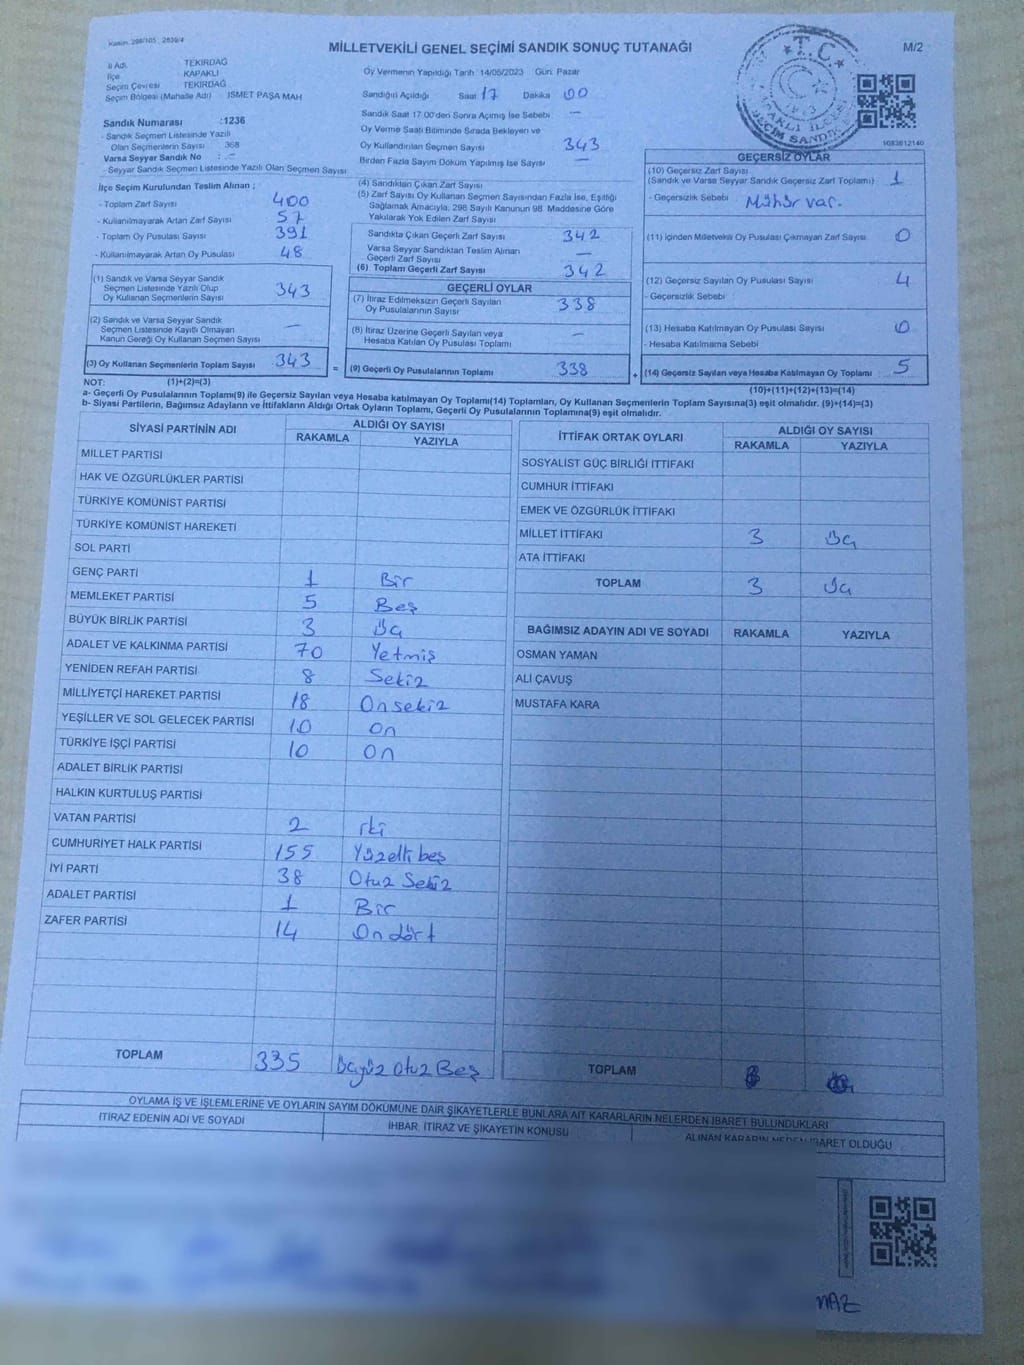 MİLLETVEKİLİ GENEL SEÇİMİ SANDIK SONUÇ TUTANAĞI
M/2
İl Adı TEKİRDAĞ
İlçe KAPAKLI
Seçim Çevresi TEKİRDAĞ
Seçim Bölgesi (Mahalle Adı) İSMET PAŞA MAH
Oy Vermenin Yapıldığı Tarih 14/05/2023 Gün: Pazar
Sandığın Açıldığı Saat 17 Dakika 00
Sandık Numarası :1236
- Sandık Seçmen Listesinde Yazılı
Olan Seçmenlerin Sayısı 368
Varsa Seyyar Sandık No : -
- Seyyar Sandık Seçmen Listesinde Yazılı Olan Seçmen Sayısı
Sandık Saat 17.00'den Sonra Açılmış İse Sebebi —
Oy Verme Saati Bitiminde Sırada Bekleyen ve
Oy Kullandırılan Seçmen Sayısı 343
Birden Fazla Sayım Döküm Yapılmış İse Sayısı —
İlçe Seçim Kurulundan Teslim Alınan ;
- Toplam Zarf Sayısı 400
- Kullanılmayarak Artan Zarf Sayısı 57
- Toplam Oy Pusulası Sayısı 391
- Kullanılmayarak Artan Oy Pusulası 48
(4) Sandıktan Çıkan Zarf Sayısı
(5) Zarf Sayısı Oy Kullanan Seçmen Sayısından Fazla İse, Eşitliği
Sağlamak Amacıyla, 298 Sayılı Kanunun 98. Maddesine Göre
Yakılarak Yok Edilen Zarf Sayısı
Sandıkta Çıkan Geçerli Zarf Sayısı 342
Varsa Seyyar Sandıktan Teslim Alınan
Geçerli Zarf Sayısı —
(6) Toplam Geçerli Zarf Sayısı 342
1083612140
GEÇERSİZ OYLAR
(10) Geçersiz Zarf Sayısı
(Sandık ve Varsa Seyyar Sandık Geçersiz Zarf Toplamı) 1
- Geçersizlik Sebebi Mühür var.
(11) İçinden Milletvekili Oy Pusulası Çıkmayan Zarf Sayısı 0
(12) Geçersiz Sayılan Oy Pusulası Sayısı 4
- Geçersizlik Sebebi :
(13) Hesaba Katılmayan Oy Pusulası Sayısı 0
- Hesaba Katılmama Sebebi
(14) Geçersiz Sayılan veya Hesaba Katılmayan Oy Toplamı 5
(10)+(11)+(12)+(13)=(14)
(1) Sandık ve Varsa Seyyar Sandık
Seçmen Listesinde Yazılı Olup
Oy Kullanan Seçmenlerin Sayısı 343
(2) Sandık ve Varsa Seyyar Sandık
Seçmen Listesinde Kayıtlı Olmayan
Kanun Gereği Oy Kullanan Seçmen Sayısı —
(3) Oy Kullanan Seçmenlerin Toplam Sayısı 343
=
GEÇERLİ OYLAR
(7) İtiraz Edilmeksizin Geçerli Sayılan
Oy Pusulalarının Sayısı 338
(8) İtiraz Üzerine Geçerli Sayılan veya
Hesaba Katılan Oy Pusulası Toplamı —
(9) Geçerli Oy Pusulalarının Toplamı 338
+
NOT: (1)+(2)=(3)
a- Geçerli Oy Pusulalarının Toplamı(9) ile Geçersiz Sayılan veya Hesaba katılmayan Oy Toplamı(14) Toplamları, Oy Kullanan Seçmenlerin Toplam Sayısına(3) eşit olmalıdır. (9)+(14)=(3)
b- Siyasi Partilerin, Bağımsız Adayların ve İttifakların Aldığı Ortak Oyların Toplamı, Geçerli Oy Pusulalarının Toplamına(9) eşit olmalıdır.
SİYASİ PARTİNİN ADI ALDIĞI OY SAYISI
RAKAMLA YAZIYLA
MİLLET PARTİSİ
HAK VE ÖZGÜRLÜKLER PARTİSİ
TÜRKİYE KOMÜNİST PARTİSİ
TÜRKİYE KOMÜNİST HAREKETİ
SOL PARTİ
GENÇ PARTİ 1 Bir
MEMLEKET PARTİSİ 5 Beş
BÜYÜK BİRLİK PARTİSİ 3 Üç
ADALET VE KALKINMA PARTİSİ 70 Yetmiş
YENİDEN REFAH PARTİSİ 8 Sekiz
MİLLİYETÇİ HAREKET PARTİSİ 18 Onsekiz
YEŞİLLER VE SOL GELECEK PARTİSİ 10 On
TÜRKİYE İŞÇİ PARTİSİ 10 On
ADALET BİRLİK PARTİSİ
HALKIN KURTULUŞ PARTİSİ
VATAN PARTİSİ 2 İki
CUMHURİYET HALK PARTİSİ 155 Yüzelli beş
İYİ PARTİ 38 Otuz Sekiz
ADALET PARTİSİ 1 Bir
ZAFER PARTİSİ 14 On dört
TOPLAM 335 Üçyüz Otuz Beş
İTTİFAK ORTAK OYLARI ALDIĞI OY SAYISI
RAKAMLA YAZIYLA
SOSYALİST GÜÇ BİRLİĞİ İTTİFAKI
CUMHUR İTTİFAKI
EMEK VE ÖZGÜRLÜK İTTİFAKI
MİLLET İTTİFAKI 3 Üç
ATA İTTİFAKI
TOPLAM 3 Üç
BAĞIMSIZ ADAYIN ADI VE SOYADI RAKAMLA YAZIYLA
OSMAN YAMAN
ALİ ÇAVUŞ
MUSTAFA KARA
TOPLAM
OYLAMA İŞ VE İŞLEMLERİNE VE OYLARIN SAYIM DÖKÜMÜNE DAİR ŞİKAYETLERLE BUNLARA AİT KARARLARIN NELERDEN İBARET BULUNDUKLARI
İTİRAZ EDENİN ADI VE SOYADI
İHBAR, İTİRAZ VE ŞİKAYETİN KONUSU
ALINAN KARARIN NEDEN İBARET OLDUĞU